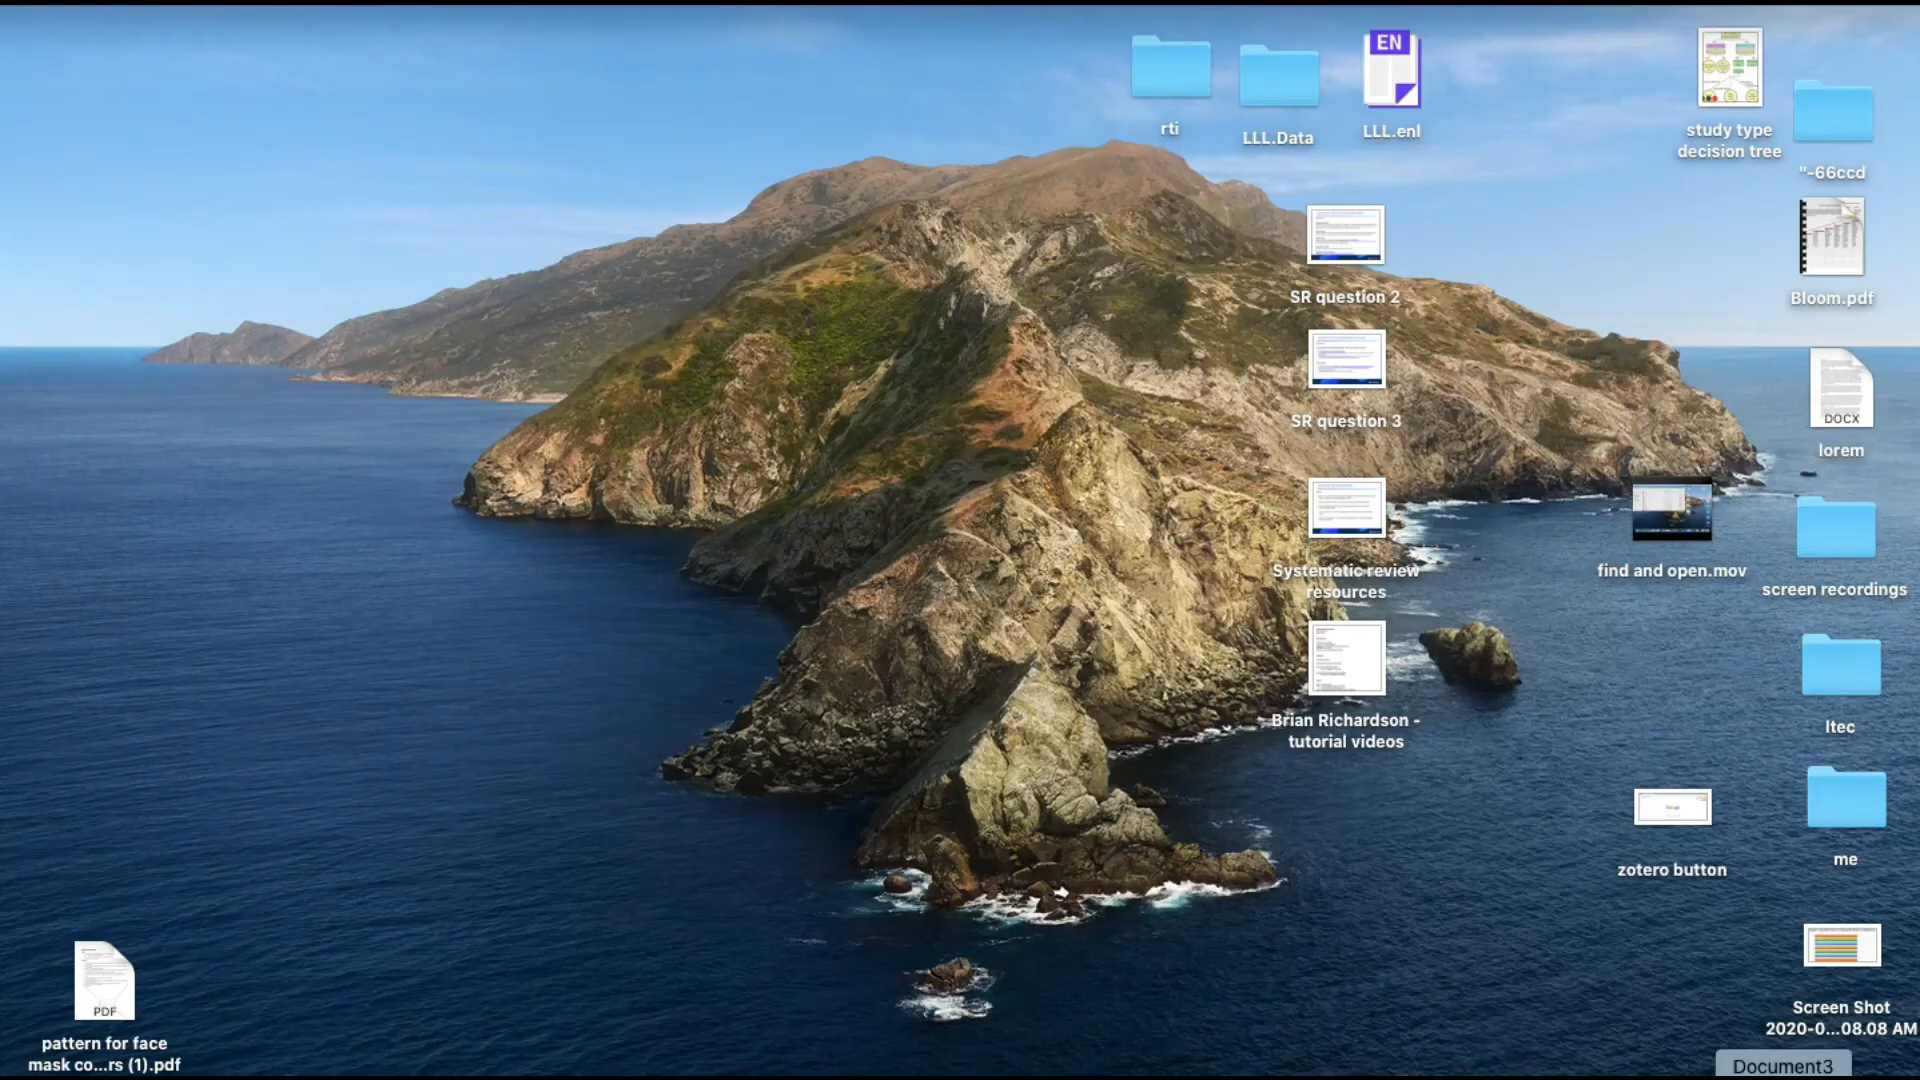 EN
rti
LLL.Data
LLL.enl
study type
decision tree
"-66ccd
SR question 2
Bloom.pdf
SR question 3
DOCX
lorem
Systematic review
resources
find and open.mov
screen recordings
Brian Richardson -
tutorial videos
ltec
zotero button
me
PDF
pattern for face
mask co...rs (1).pdf
Screen Shot
2020-0...08.08 AM
Document3